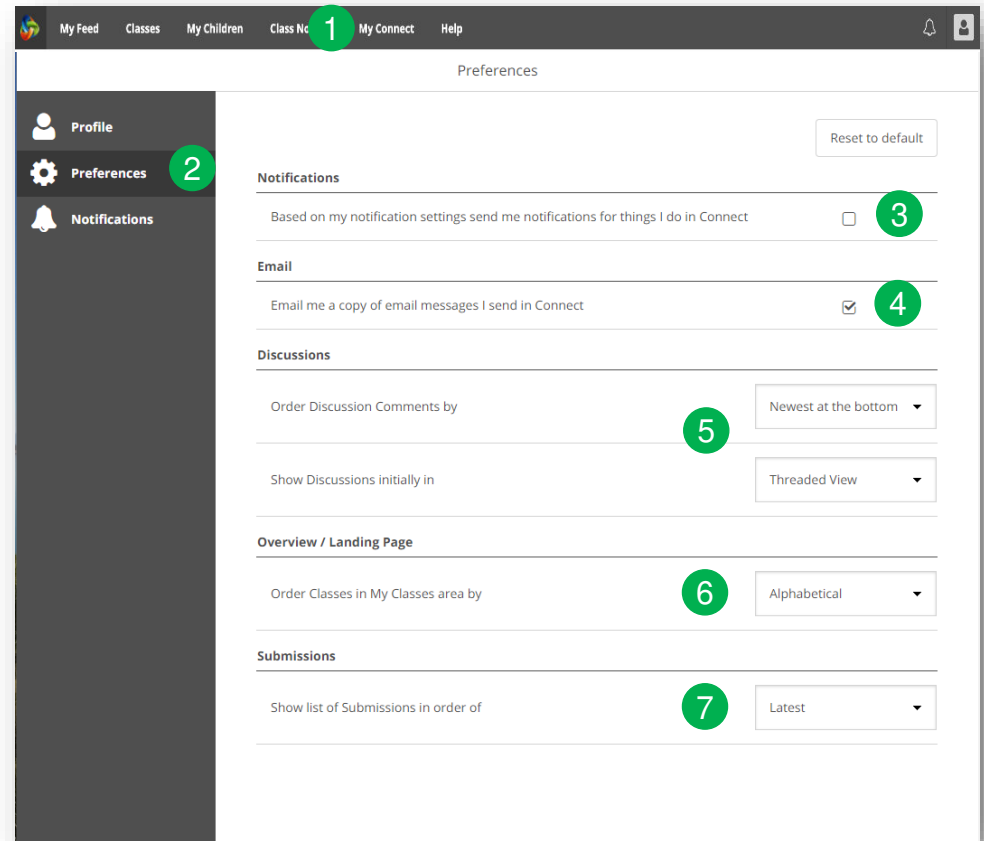 My Feed Classes My Children Class No 1 My Connect Help
Preferences
Profile
Preferences 2
Notifications
Reset to default
Notifications
Based on my notification settings send me notifications for things I do in Connect 3
Email
Email me a copy of email messages I send in Connect 4
Discussions
Order Discussion Comments by Newest at the bottom
5
Show Discussions initially in Threaded View
Overview / Landing Page
Order Classes in My Classes area by 6 Alphabetical
Submissions
Show list of Submissions in order of 7 Latest